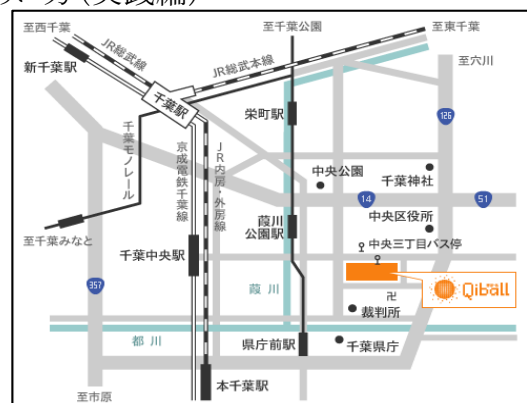 至西千葉
至千葉公園
至東千葉
JR総武線
JR総武本線
新千葉駅
至穴川
千葉駅
栄町駅
126
千葉モノレール
京成電鉄千葉線
JR内房・外房線
中央公園
千葉神社
14
51
葭川
公園駅
中央区役所
至千葉みなと
千葉中央駅
中央三丁目バス停
357
葭川
卍
Qiball
裁判所
都川
県庁前駅
千葉県庁
本千葉駅
至市原